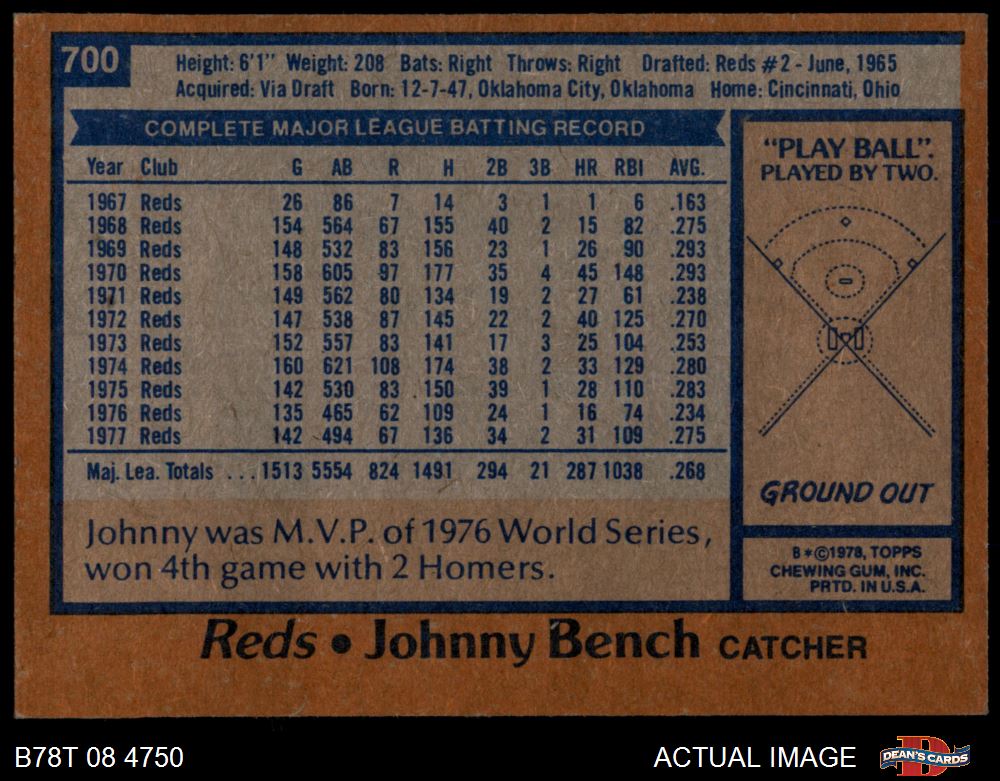 700
Height: 6'1" Weight: 208 Bats: Right Throws: Right Drafted: Reds #2 - June, 1965
Acquired: Via Draft Born: 12-7-47, Oklahoma City, Oklahoma Home: Cincinnati, Ohio
COMPLETE MAJOR LEAGUE BATTING RECORD
Year Club G AB R H 2B 3B HR RBI AVG.
1967 Reds 26 86 7 14 3 1 1 6 .163
1968 Reds 154 564 67 155 40 2 15 82 .275
1969 Reds 148 532 83 156 23 1 26 90 .293
1970 Reds 158 605 97 177 35 4 45 148 .293
1971 Reds 149 562 80 134 19 2 27 61 .238
1972 Reds 147 538 87 145 22 2 40 125 .270
1973 Reds 152 557 83 141 17 3 25 104 .253
1974 Reds 160 621 108 174 38 2 33 129 .280
1975 Reds 142 530 83 150 39 1 28 110 .283
1976 Reds 135 465 62 109 24 1 16 74 .234
1977 Reds 142 494 67 136 34 2 31 109 .275
Maj. Lea. Totals ... 1513 5554 824 1491 294 21 287 1038 .268
Johnny was M.V.P. of 1976 World Series,
won 4th game with 2 Homers.
"PLAY BALL".
PLAYED BY TWO.
GROUND OUT
B*©1978, TOPPS
CHEWING GUM, INC.
PRTD. IN U.S.A.
Reds • Johnny Bench CATCHER
B78T 08 4750
ACTUAL IMAGE
D
DEAN'S CARDS